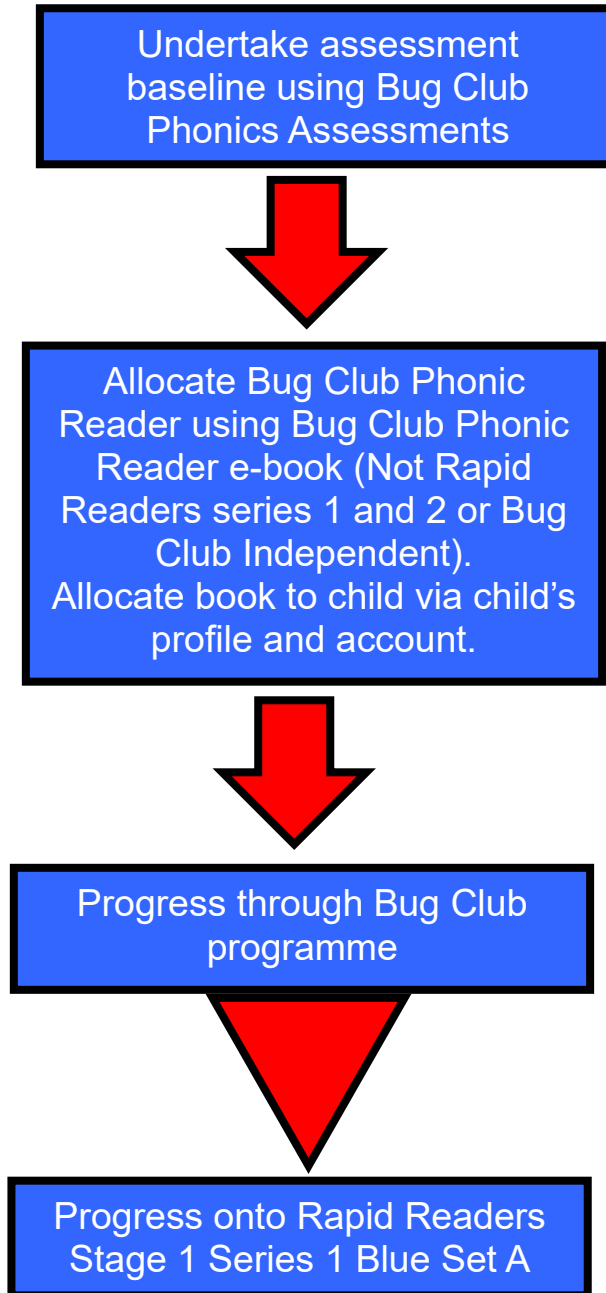 Undertake assessment
baseline using Bug Club
Phonics Assessments
Allocate Bug Club Phonic
Reader using Bug Club Phonic
Reader e-book (Not Rapid
Readers series 1 and 2 or Bug
Club Independent).
Allocate book to child via child’s
profile and account.
Progress through Bug Club
programme
Progress onto Rapid Readers
Stage 1 Series 1 Blue Set A